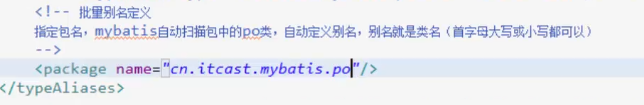 <!-- 批量别名定义
指定包名，mybatis自动扫描包中的po类，自动定义别名，别名就是类名（首字母大写或小写都可以）
-->
<package name="cn.itcast.mybatis.po"/>
</typeAliases>